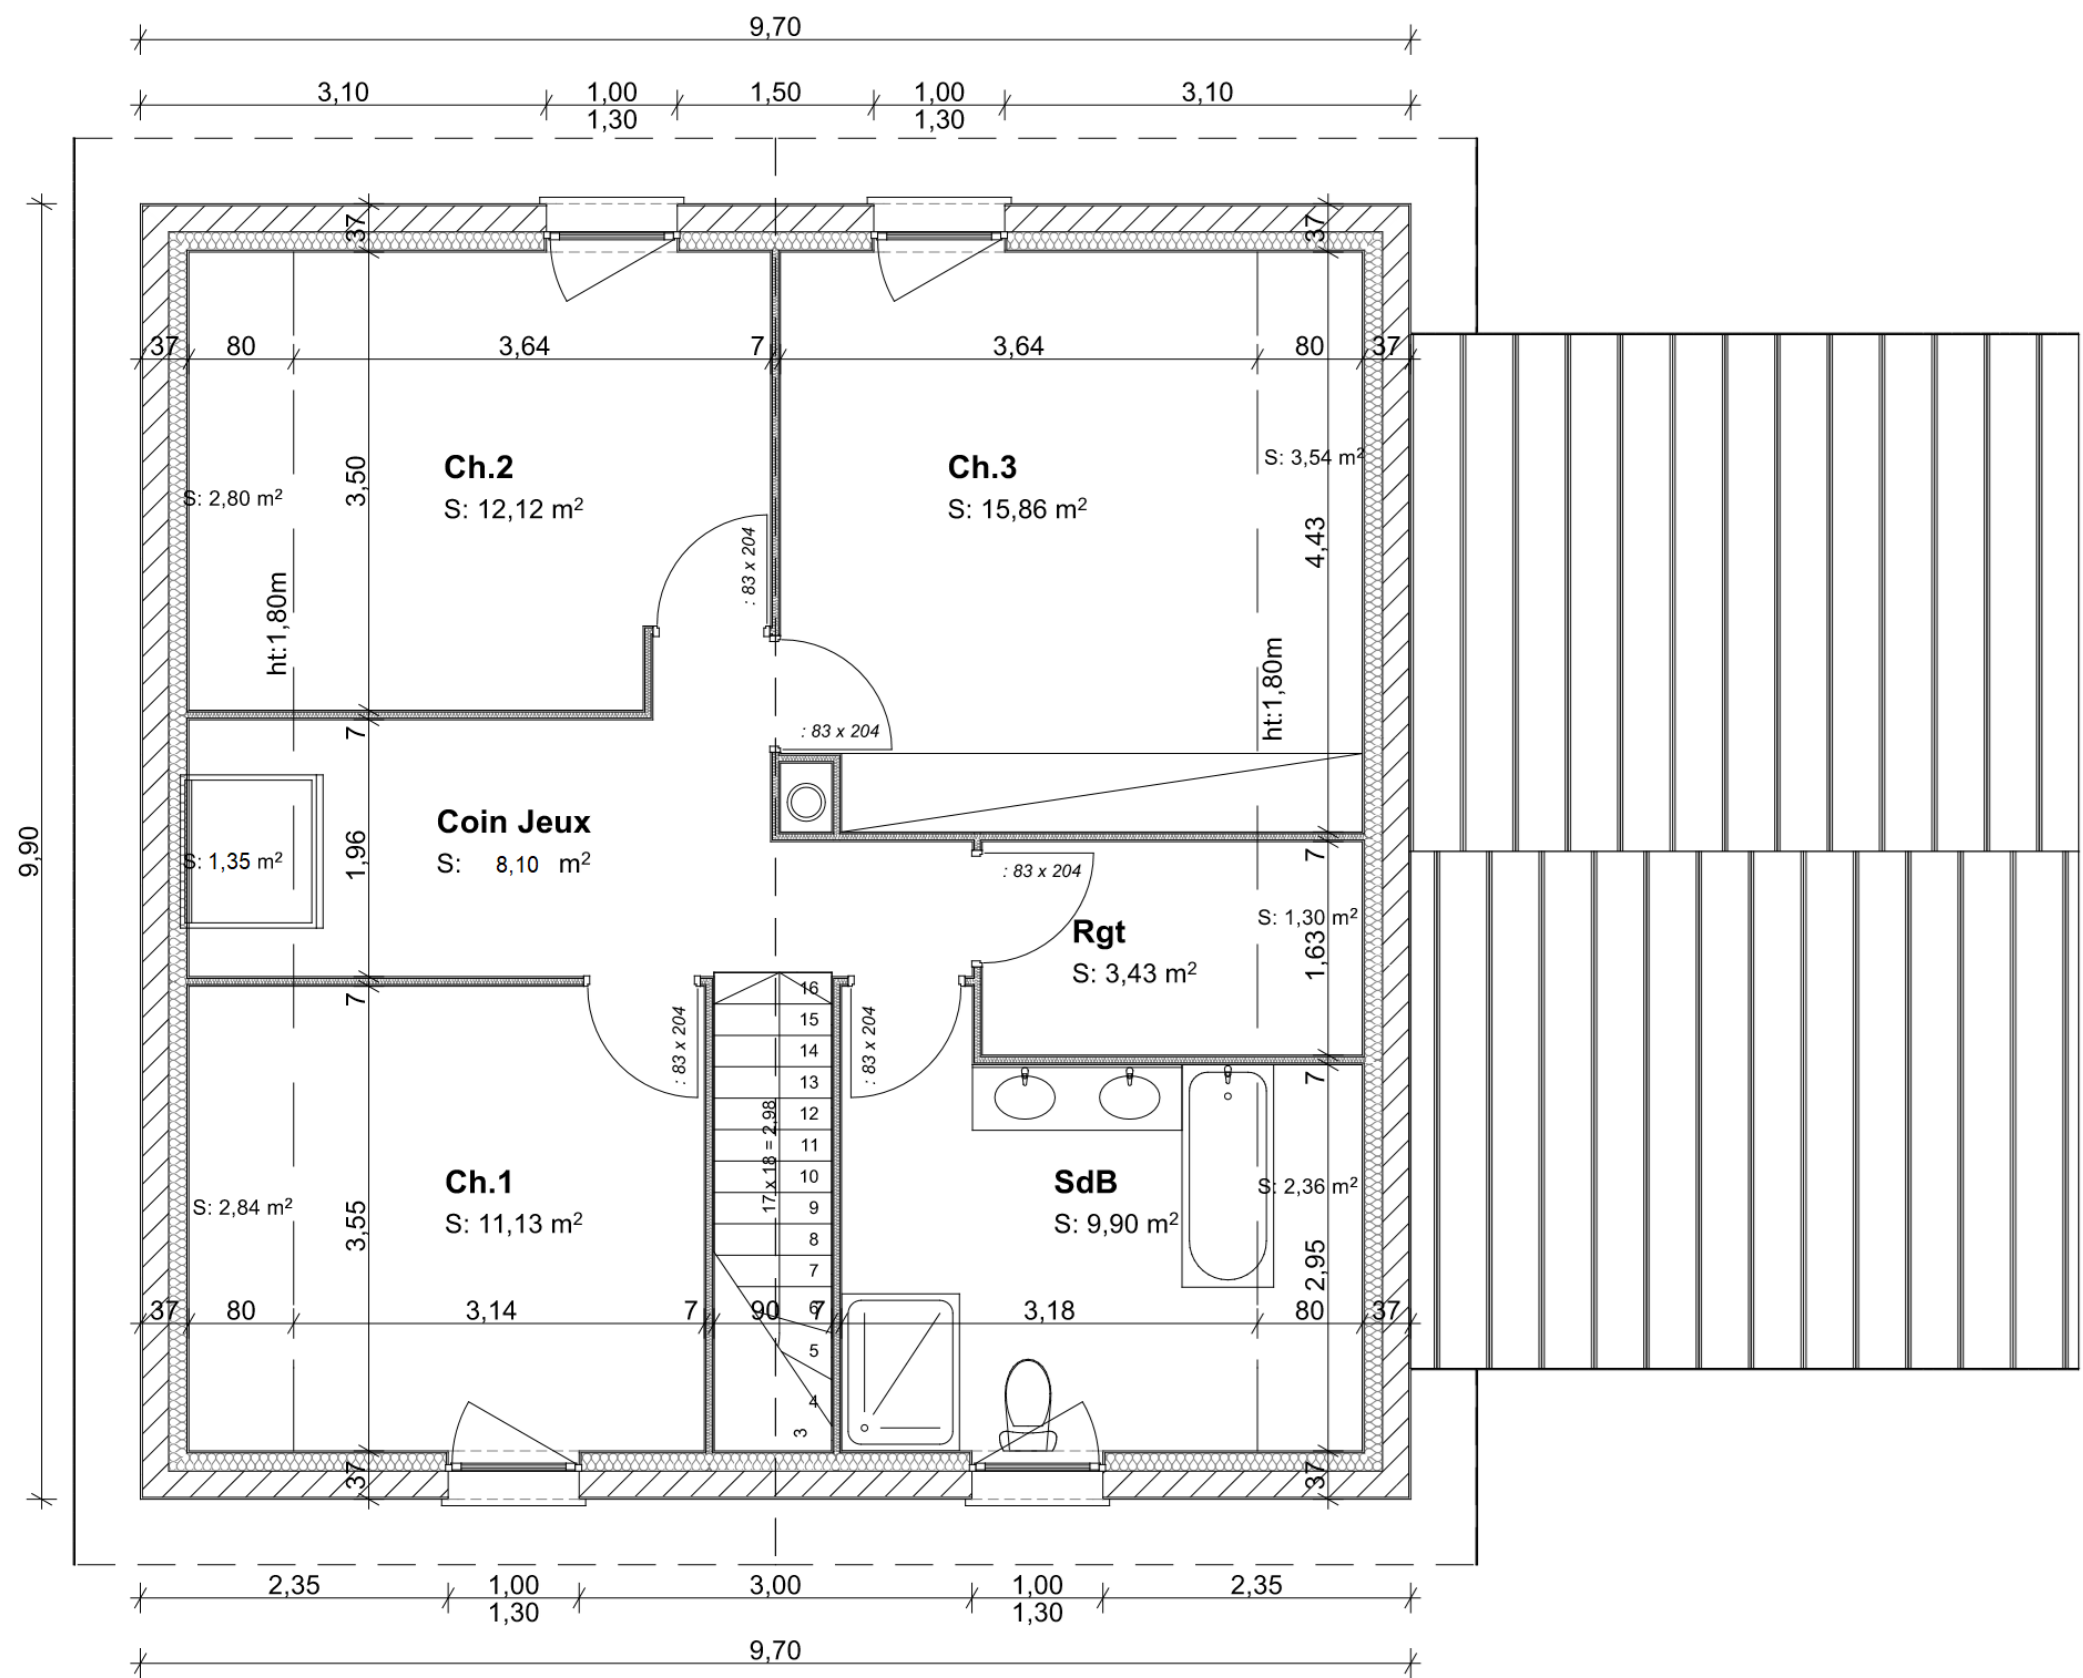 9,70
3,10 1,00 1,50 1,00 3,10
1,30 1,30
37 37
37 80 3,64 7 3,64 80 37
Ch.2 Ch.3
S: 12,12 m² S: 15,86 m²
S: 2,80 m² S: 3,54 m²
3,50 4,43
: 83 x 204
ht:1,80m ht:1,80m
: 83 x 204
7
9,90
Coin Jeux
S: 8,10 m²
S: 1,35 m²
1,96
7
: 83 x 204
Rgt
S: 3,43 m²
S: 1,30 m²
1,63
7
: 83 x 204 : 83 x 204
7
16
15
14
13
12
11
10
9
8
7
6
5
4
3
17 x 18 = 2,98
Ch.1 SdB
S: 11,13 m² S: 9,90 m²
S: 2,84 m² S: 2,36 m²
3,55 2,95
37 80 3,14 7 90 7 3,18 80 37
37 37
2,35 1,00 3,00 1,00 2,35
1,30 1,30
9,70